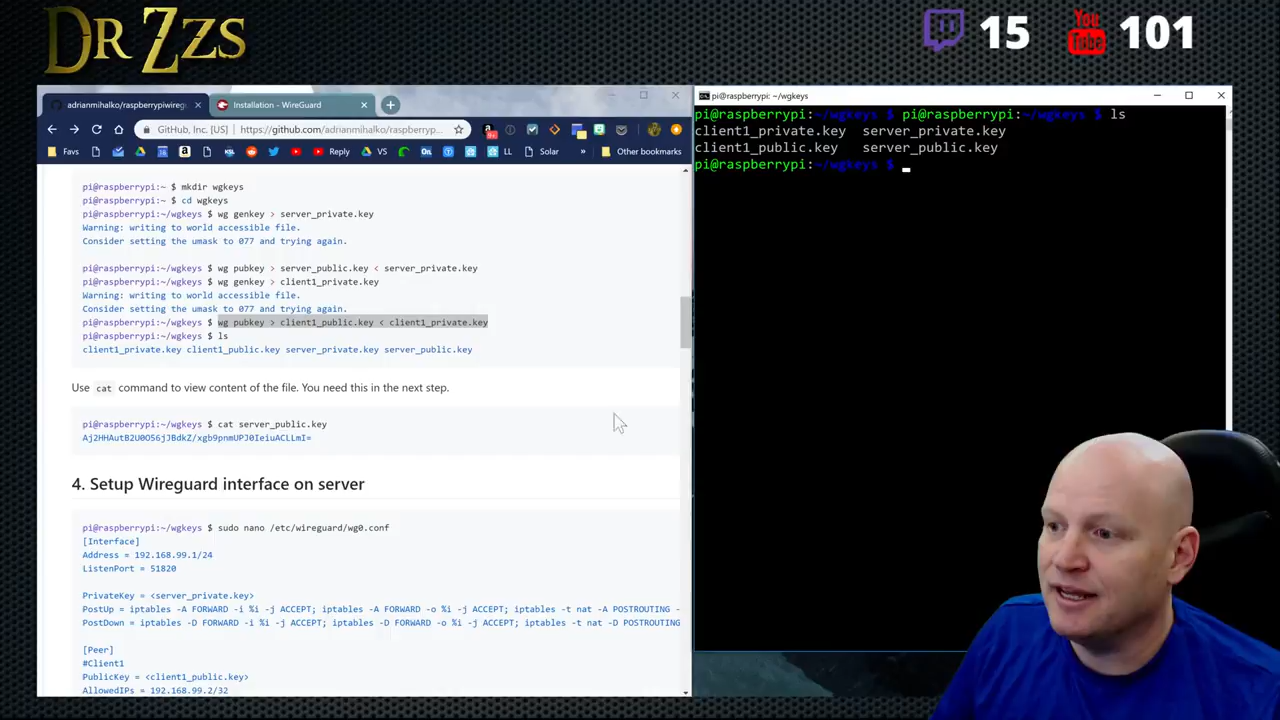 DR ZZS
15
You Tube
101
adrianmihalko/raspberrypiwireg
Installation - WireGuard
GitHub, Inc. [US]
https://github.com/adrianmihalko/raspberryp...
Favs
Reply
VS
LL
Solar
»
Other bookmarks
pi@raspberrypi:~ $ mkdir wgkeys
pi@raspberrypi:~ $ cd wgkeys
pi@raspberrypi:~/wgkeys $ wg genkey > server_private.key
Warning: writing to world accessible file.
Consider setting the umask to 077 and trying again.
pi@raspberrypi:~/wgkeys $ wg pubkey > server_public.key < server_private.key
pi@raspberrypi:~/wgkeys $ wg genkey > client1_private.key
Warning: writing to world accessible file.
Consider setting the umask to 077 and trying again.
pi@raspberrypi:~/wgkeys $ wg pubkey > client1_public.key < client1_private.key
pi@raspberrypi:~/wgkeys $ ls
client1_private.key client1_public.key server_private.key server_public.key
Use cat command to view content of the file. You need this in the next step.
pi@raspberrypi:~/wgkeys $ cat server_public.key
Aj2HHAutB2U0O56jJBdkZ/xgb9pnmUPJ0IeiuACLLmI=
4. Setup Wireguard interface on server
pi@raspberrypi:~/wgkeys $ sudo nano /etc/wireguard/wg0.conf
[Interface]
Address = 192.168.99.1/24
ListenPort = 51820
PrivateKey = <server_private.key>
PostUp = iptables -A FORWARD -i %i -j ACCEPT; iptables -A FORWARD -o %i -j ACCEPT; iptables -t nat -A POSTROUTING -
PostDown = iptables -D FORWARD -i %i -j ACCEPT; iptables -D FORWARD -o %i -j ACCEPT; iptables -t nat -D POSTROUTING
[Peer]
#Client1
PublicKey = <client1_public.key>
AllowedIPs = 192.168.99.2/32
pi@raspberrypi: ~/wgkeys
pi@raspberrypi:~/wgkeys $ pi@raspberrypi:~/wgkeys $ ls
client1_private.key server_private.key
client1_public.key server_public.key
pi@raspberrypi:~/wgkeys $